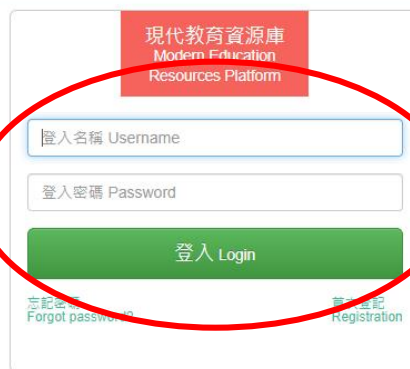 現代教育資源庫
Modern Education
Resources Platform
登入名稱 Username
登入密碼 Password
登入 Login
忘記密碼
Forgot password?
登記
Registration